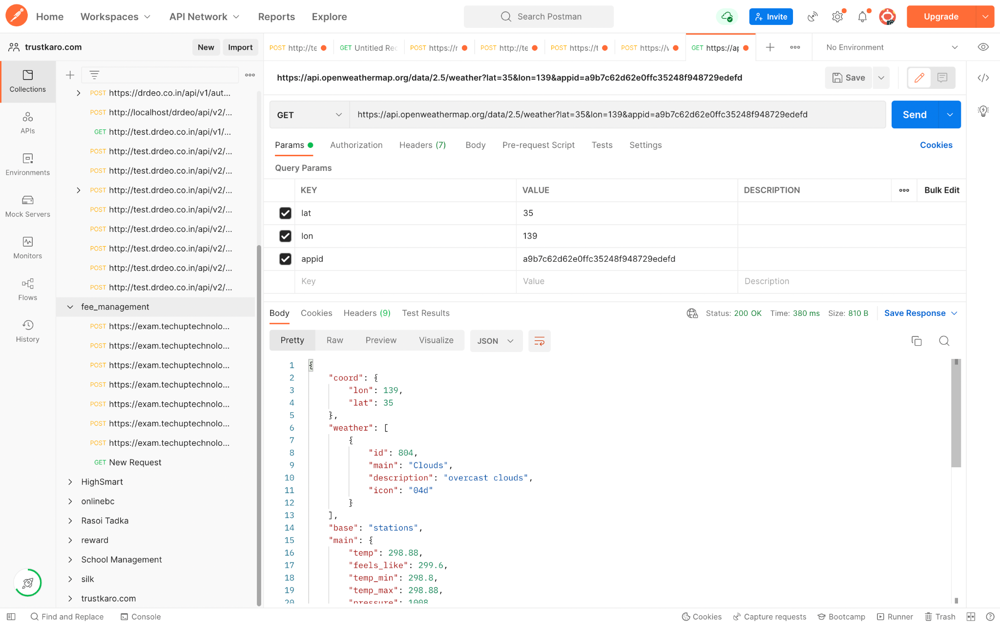 Home
Workspaces
API Network
Reports
Explore
Search Postman
Invite
Upgrade
trustkaro.com
New
Import
POST http://te
GET Untitled Re
POST https://r
POST http://te
POST https://t
POST https://v
GET https://ap
No Environment
Collections
APIs
Environments
Mock Servers
Monitors
Flows
History
POST https://drdeo.co.in/api/v1/aut...
POST http://localhost/drdeo/api/v2/...
GET http://test.drdeo.co.in/api/v1/...
POST http://test.drdeo.co.in/api/v2/...
POST http://test.drdeo.co.in/api/v2/...
POST http://test.drdeo.co.in/api/v2/...
POST http://test.drdeo.co.in/api/v2/...
POST http://test.drdeo.co.in/api/v2/...
POST http://test.drdeo.co.in/api/v2/...
POST http://test.drdeo.co.in/api/v2/...
POST http://test.drdeo.co.in/api/v2/...
fee_management
POST https://exam.techuptechnolo...
POST https://exam.techuptechnolo...
POST https://exam.techuptechnolo...
POST https://exam.techuptechnolo...
POST https://exam.techuptechnolo...
POST https://exam.techuptechnolo...
POST https://exam.techuptechnolo...
GET New Request
HighSmart
onlinebc
Rasoi Tadka
reward
School Management
silk
trustkaro.com
https://api.openweathermap.org/data/2.5/weather?lat=35&lon=139&appid=a9b7c62d62e0ffc35248f948729edefd
Save
GET
https://api.openweathermap.org/data/2.5/weather?lat=35&lon=139&appid=a9b7c62d62e0ffc35248f948729edefd
Send
Params
Authorization
Headers (7)
Body
Pre-request Script
Tests
Settings
Cookies
Query Params
KEY VALUE DESCRIPTION
Bulk Edit
lat 35
lon 139
appid a9b7c62d62e0ffc35248f948729edefd
Key Value Description
Body
Cookies
Headers (9)
Test Results
Status: 200 OK
Time: 380 ms
Size: 810 B
Save Response
Pretty
Raw
Preview
Visualize
JSON
1 {
2 "coord": {
3 "lon": 139,
4 "lat": 35
5 },
6 "weather": [
7 {
8 "id": 804,
9 "main": "Clouds",
10 "description": "overcast clouds",
11 "icon": "04d"
12 }
13 ],
14 "base": "stations",
15 "main": {
16 "temp": 298.88,
17 "feels_like": 299.6,
18 "temp_min": 298.8,
19 "temp_max": 298.88,
20 "pressure": 1008
Find and Replace
Console
Cookies
Capture requests
Bootcamp
Runner
Trash